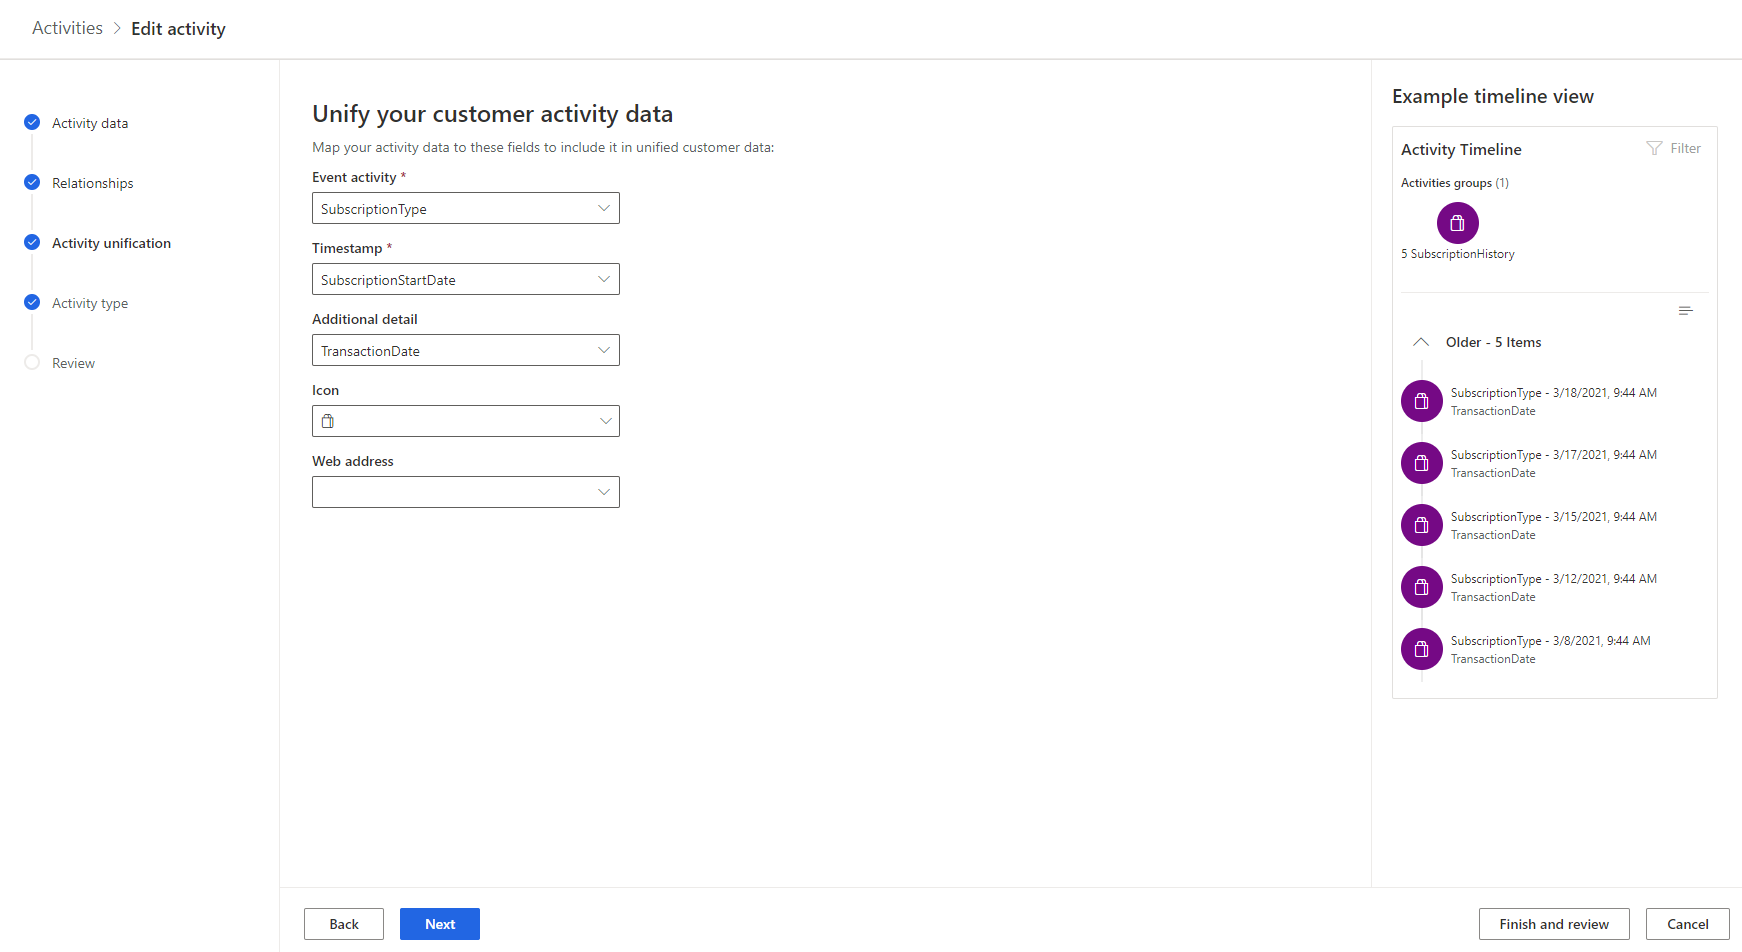 Activities > Edit activity
Activity data
Relationships
Activity unification
Activity type
Review
Unify your customer activity data
Map your activity data to these fields to include it in unified customer data:
Event activity *
SubscriptionType
Timestamp *
SubscriptionStartDate
Additional detail
TransactionDate
Icon
Web address
Back
Next
Example timeline view
Activity Timeline
Filter
Activities groups (1)
5 SubscriptionHistory
Older - 5 Items
SubscriptionType - 3/18/2021, 9:44 AM
TransactionDate
SubscriptionType - 3/17/2021, 9:44 AM
TransactionDate
SubscriptionType - 3/15/2021, 9:44 AM
TransactionDate
SubscriptionType - 3/12/2021, 9:44 AM
TransactionDate
SubscriptionType - 3/8/2021, 9:44 AM
TransactionDate
Finish and review
Cancel